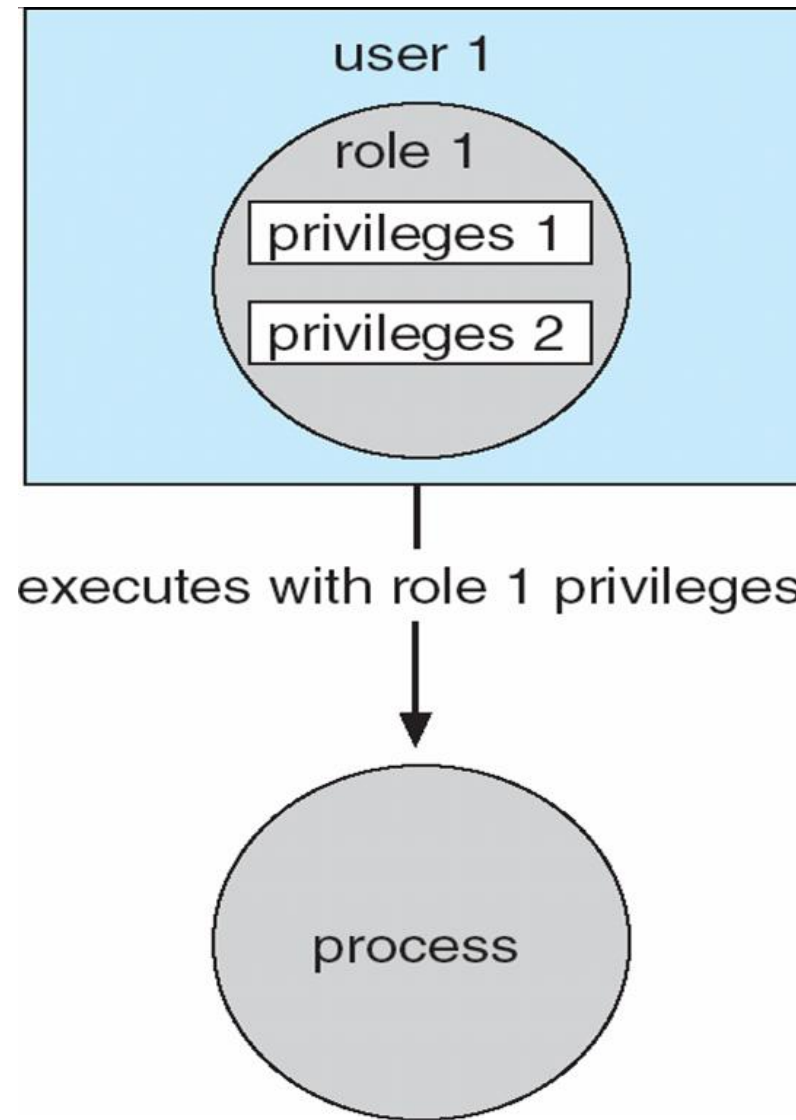 user 1
role 1
privileges 1
privileges 2
executes with role 1 privileges
process